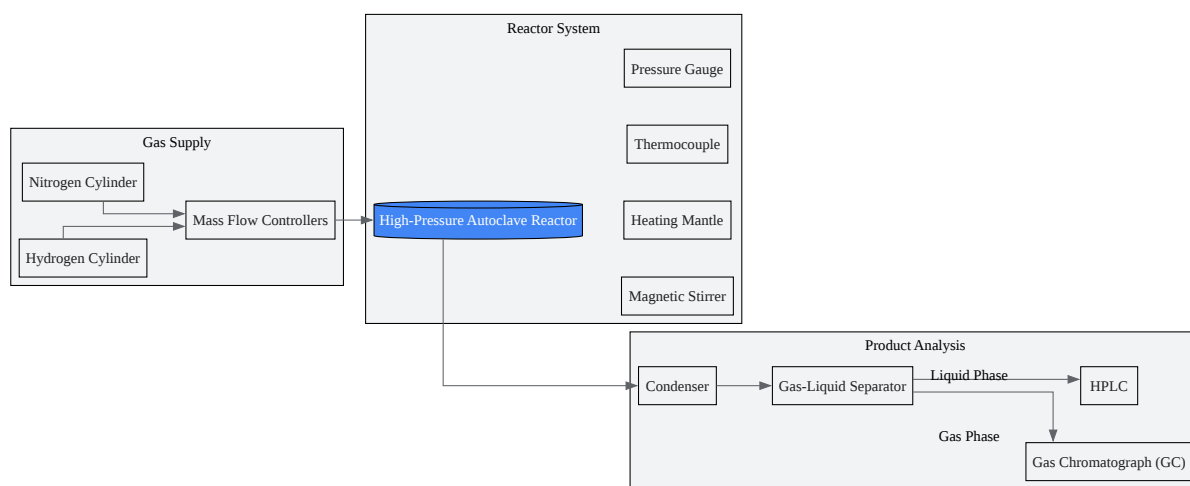 Reactor System
Pressure Gauge
Thermocouple
Heating Mantle
Magnetic Stirrer
High-Pressure Autoclave Reactor
Gas Supply
Nitrogen Cylinder
Hydrogen Cylinder
Mass Flow Controllers
Product Analysis
Condenser
Gas-Liquid Separator
Liquid Phase
HPLC
Gas Phase
Gas Chromatograph (GC)